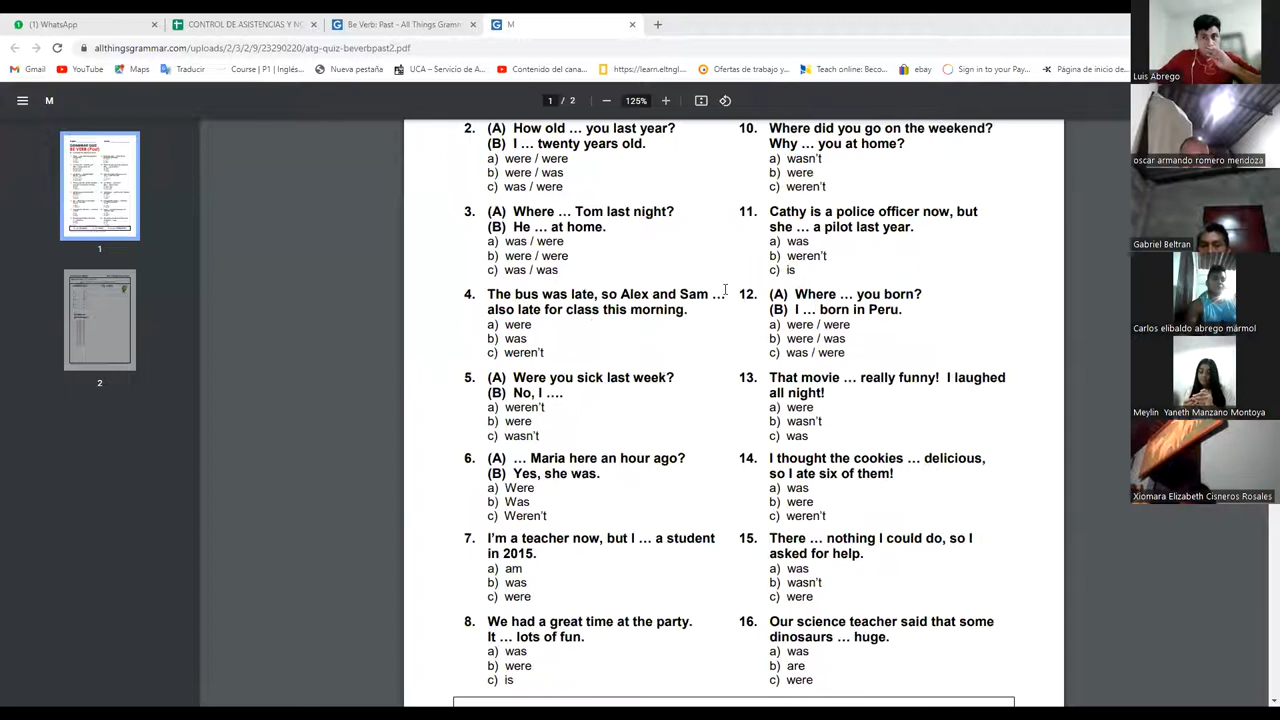 (1) WhatsApp
CONTROL DE ASISTENCIAS Y NO
Be Verb: Past - All Things Gramm
M
allthingsgrammar.com/uploads/2/3/2/9/23290220/atg-quiz-beverbpast2.pdf
Gmail YouTube Maps Traducir Course | P1 | Inglés... Nueva pestaña UCA – Servicio de A... Contenido del cana... https://learn.eltngl... Ofertas de trabajo y... Teach online: Beco... ebay Sign in to your Pay... Página de inicio de...
M 1 / 2 125%
1
2
2. (A) How old … you last year?
(B) I … twenty years old.
a) were / were
b) were / was
c) was / were
3. (A) Where … Tom last night?
(B) He … at home.
a) was / were
b) were / were
c) was / was
4. The bus was late, so Alex and Sam …
also late for class this morning.
a) were
b) was
c) weren't
5. (A) Were you sick last week?
(B) No, I ….
a) weren't
b) were
c) wasn't
6. (A) … Maria here an hour ago?
(B) Yes, she was.
a) Were
b) Was
c) Weren't
7. I'm a teacher now, but I … a student
in 2015.
a) am
b) was
c) were
8. We had a great time at the party.
It … lots of fun.
a) was
b) were
c) is
10. Where did you go on the weekend?
Why … you at home?
a) wasn't
b) were
c) weren't
11. Cathy is a police officer now, but
she … a pilot last year.
a) was
b) weren't
c) is
12. (A) Where … you born?
(B) I … born in Peru.
a) were / were
b) were / was
c) was / were
13. That movie … really funny! I laughed
all night!
a) were
b) wasn't
c) was
14. I thought the cookies … delicious,
so I ate six of them!
a) was
b) were
c) weren't
15. There … nothing I could do, so I
asked for help.
a) was
b) wasn't
c) were
16. Our science teacher said that some
dinosaurs … huge.
a) was
b) are
c) were
Luis Abrego
oscar armando romero mendoza
Gabriel Beltran
Carlos elibaldo abrego mármol
Meylin Yaneth Manzano Montoya
Xiomara Elizabeth Cisneros Rosales